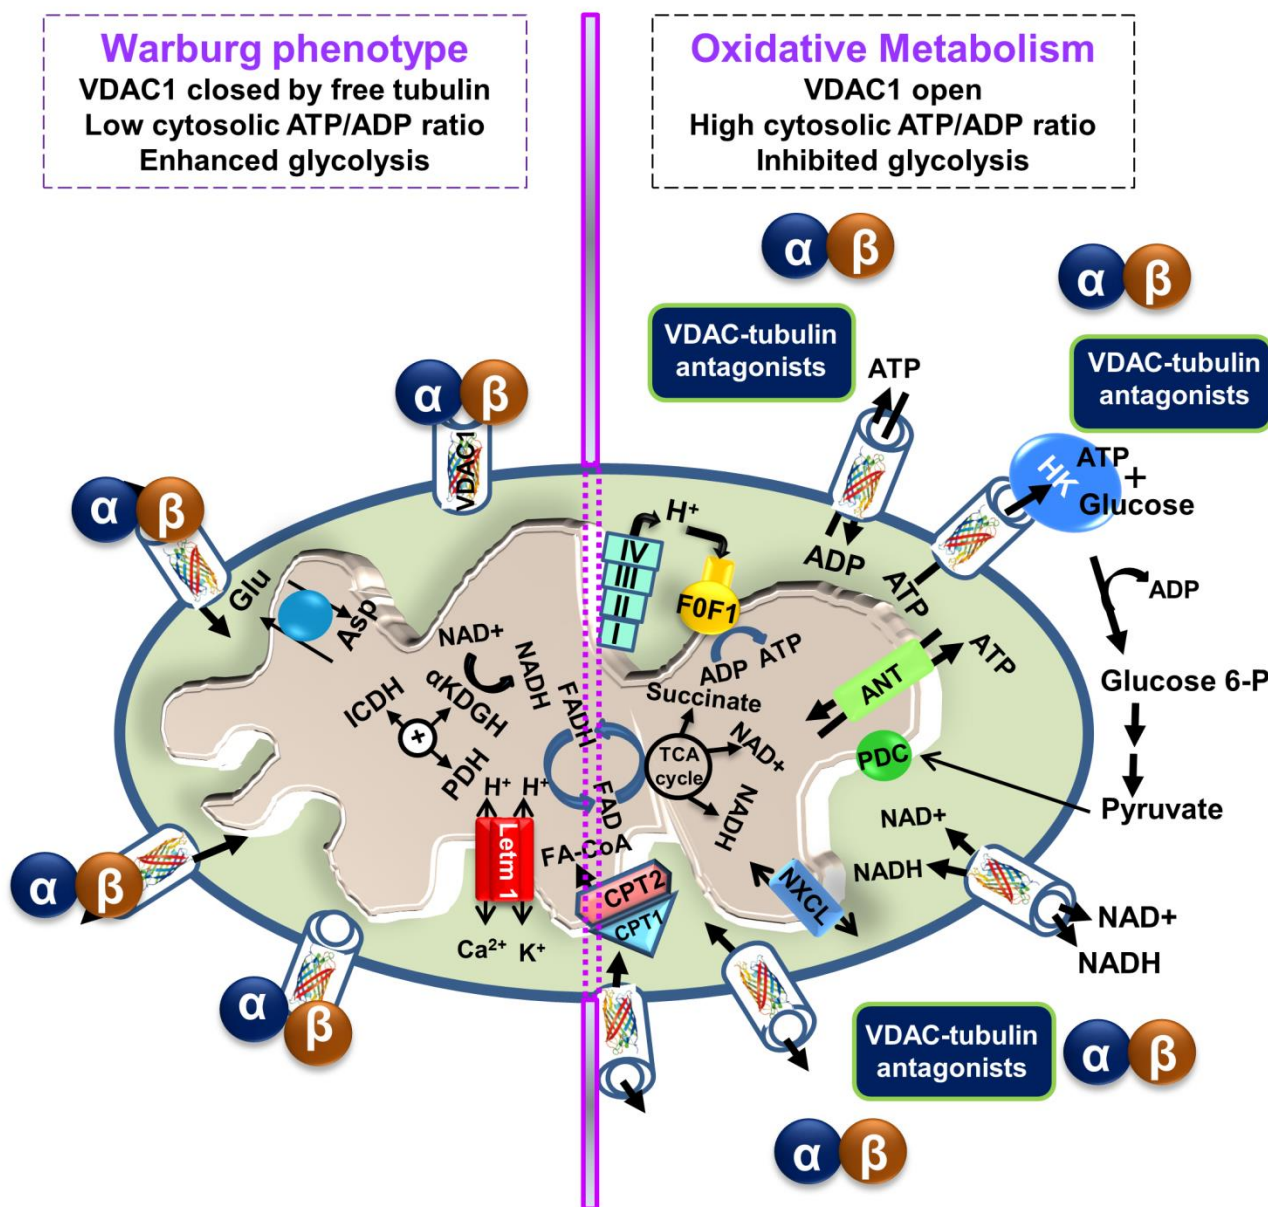 Warburg phenotype
VDAC1 closed by free tubulin
Low cytosolic ATP/ADP ratio
Enhanced glycolysis
Oxidative Metabolism
VDAC1 open
High cytosolic ATP/ADP ratio
Inhibited glycolysis
α β
α β
VDAC-tubulin
antagonists
VDAC-tubulin
antagonists
α β
VDAC1
ATP
ADP
HK
ATP
+
Glucose
ADP
Glucose 6-P
Pyruvate
α β
Glu
Asp
IV
III
II
I
H+
F0F1
ADP
ATP
ATP
ANT
ATP
PDC
NAD+
NADH
ICDH
αKDGH
PDH
+
FADH
FAD
Succinate
TCA
cycle
NAD+
NADH
H+ H+
Letm 1
Ca2+ K+
FA-CoA
CPT2
CPT1
NXCL
NAD+
NADH
NAD+
NADH
α β
α
β
VDAC-tubulin
antagonists
α β
α β